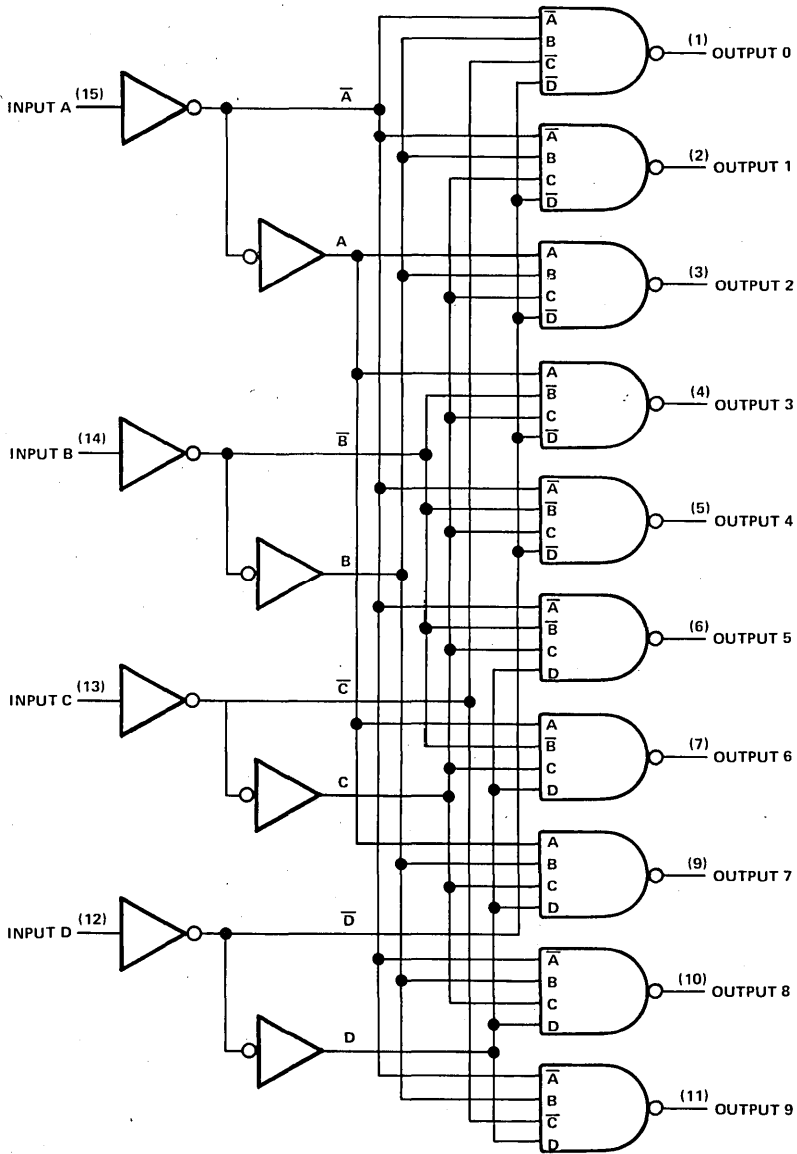 A̅
B
C̅
D̅
(1) OUTPUT 0
INPUT A (15)
A̅
A̅
B
C
D̅
(2) OUTPUT 1
A
A
B
C
D̅
(3) OUTPUT 2
A
B̅
C
D̅
(4) OUTPUT 3
INPUT B (14)
B̅
A̅
B̅
C
D̅
(5) OUTPUT 4
B
A̅
B̅
C
D
(6) OUTPUT 5
INPUT C (13)
C̅
A
B̅
C
D
(7) OUTPUT 6
C
A
B
C
D
(9) OUTPUT 7
INPUT D (12)
D̅
A̅
B
C
D
(10) OUTPUT 8
D
A̅
B
C̅
D
(11) OUTPUT 9